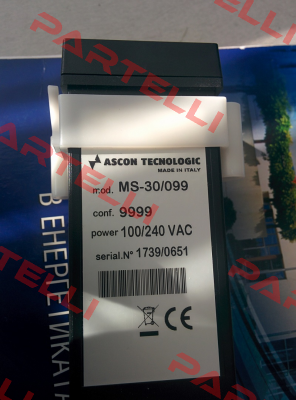 PARTELLI
ASCON TECNOLOGIC
MADE IN ITALY
mod. MS-30/099
conf. 9999
power 100/240 VAC
serial.N° 1739/0651
CE
В ЕНЕРГЕТИКАТА